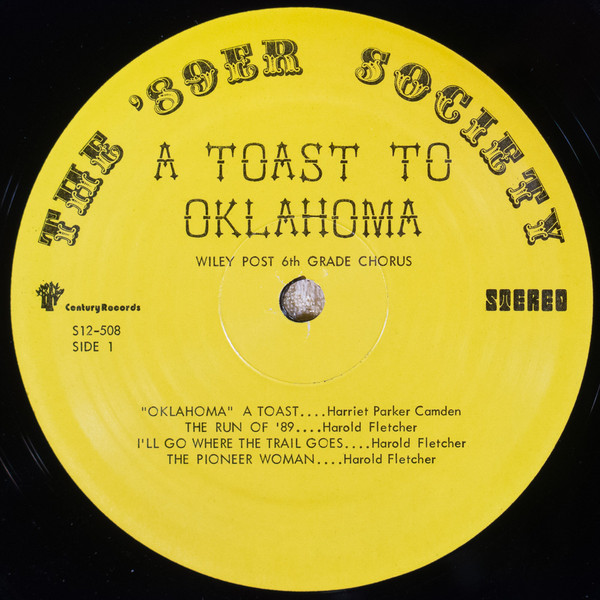 THE '89ER SOCIETY
A TOAST TO
OKLAHOMA
WILEY POST 6th GRADE CHORUS
Century Records
STEREO
S12-508
SIDE 1
"OKLAHOMA" A TOAST....Harriet Parker Camden
THE RUN OF '89....Harold Fletcher
I'LL GO WHERE THE TRAIL GOES....Harold Fletcher
THE PIONEER WOMAN....Harold Fletcher